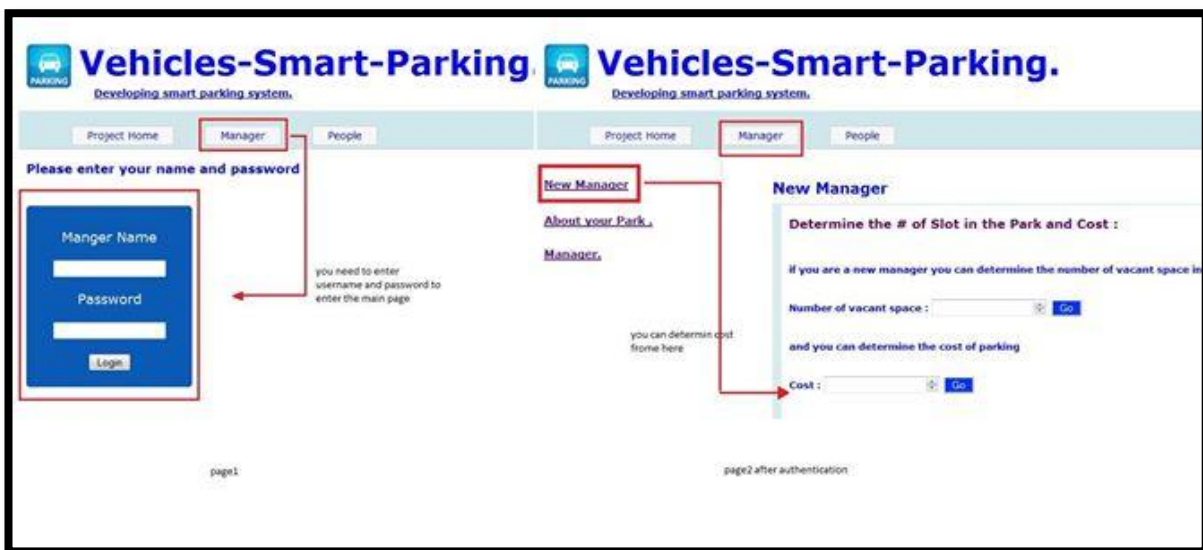 PARKING
Vehicles-Smart-Parking.
Developing smart parking system.
Project Home
Manager
People
Please enter your name and password
Manger Name
Password
Login
you need to enter
username and password to
enter the main page
page1
PARKING
Vehicles-Smart-Parking.
Developing smart parking system.
Project Home
Manager
People
New Manager
About your Park .
Manager.
New Manager
Determine the # of Slot in the Park and Cost :
if you are a new manager you can determine the number of vacant space in
Number of vacant space :
Go
you can determin cost
frome here
and you can determine the cost of parking
Cost :
Go
page2 after authentication